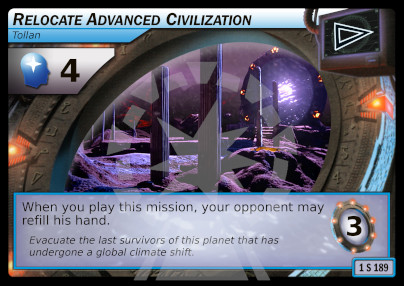 RELOCATE ADVANCED CIVILIZATION
Tollan
4
When you play this mission, your opponent may
refill his hand.
3
Evacuate the last survivors of this planet that has
undergone a global climate shift.
1 S 189